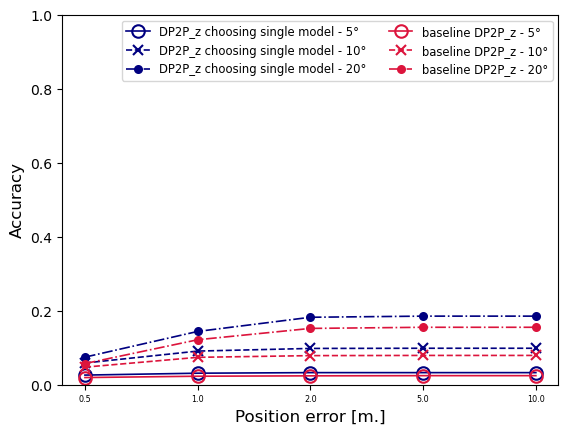 DP2P_z choosing single model - 5°
DP2P_z choosing single model - 10°
DP2P_z choosing single model - 20°
baseline DP2P_z - 5°
baseline DP2P_z - 10°
baseline DP2P_z - 20°
1.0
0.8
0.6
0.4
0.2
0.0
Accuracy
0.5 1.0 2.0 5.0 10.0
Position error [m.]